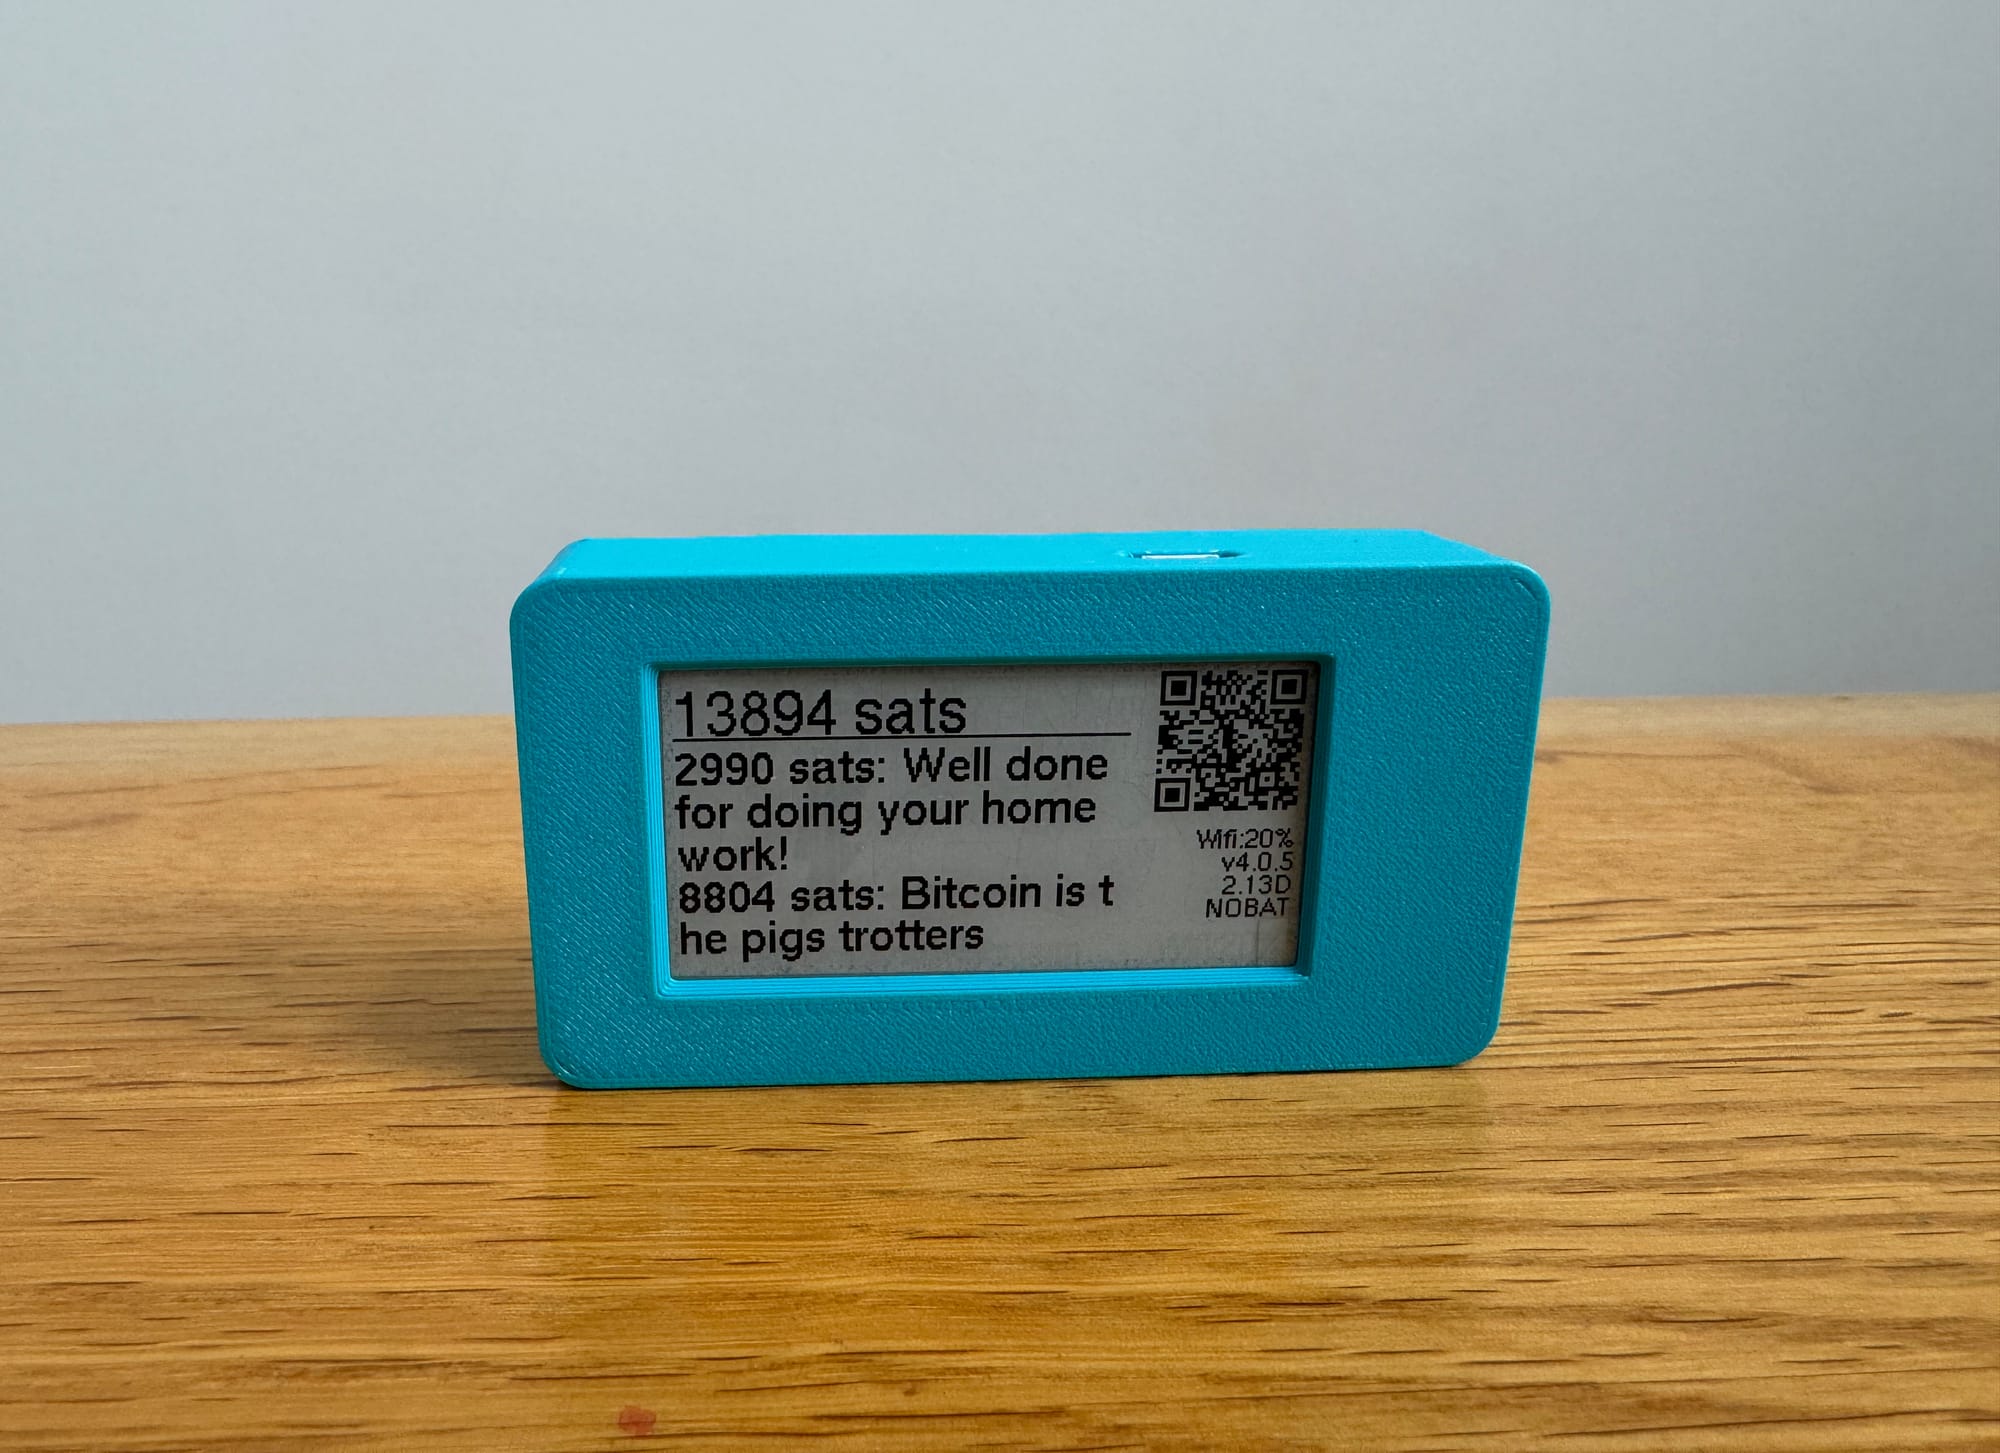 13894 sats
2990 sats: Well done
for doing your home
work!
8804 sats: Bitcoin is t
he pigs trotters
Wifi:20%
v4.0.5
2.13D
NOBAT